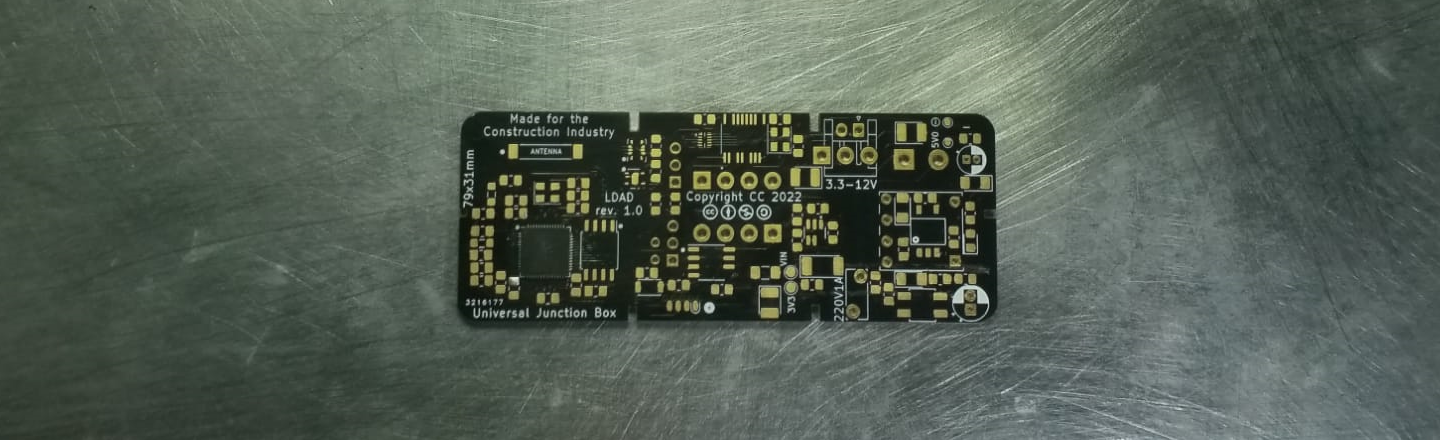 Made for the
Construction Industry
ANTENNA
79x31mm
LDAD
rev. 1.0
Copyright CC 2022
3.3-12V
5V0
VIN
3V3
220V1A
3216177
Universal Junction Box